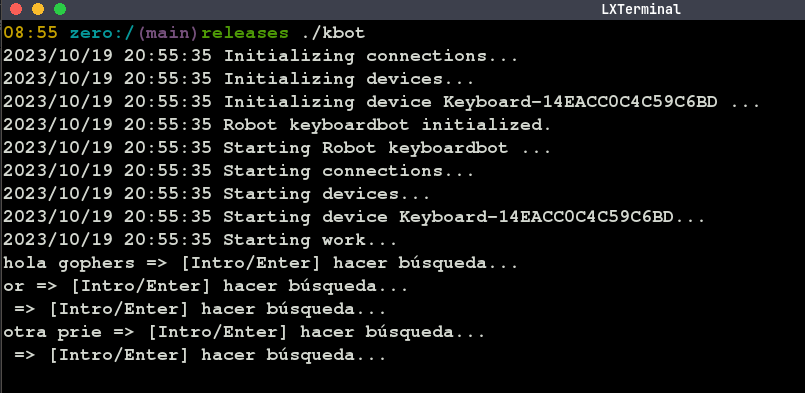 LXTerminal
08:55 zero:/(main)releases ./kbot
2023/10/19 20:55:35 Initializing connections...
2023/10/19 20:55:35 Initializing devices...
2023/10/19 20:55:35 Initializing device Keyboard-14EACC0C4C59C6BD ...
2023/10/19 20:55:35 Robot keyboardbot initialized.
2023/10/19 20:55:35 Starting Robot keyboardbot ...
2023/10/19 20:55:35 Starting connections...
2023/10/19 20:55:35 Starting devices...
2023/10/19 20:55:35 Starting device Keyboard-14EACC0C4C59C6BD...
2023/10/19 20:55:35 Starting work...
hola gophers => [Intro/Enter] hacer búsqueda...
or => [Intro/Enter] hacer búsqueda...
 => [Intro/Enter] hacer búsqueda...
otra prie => [Intro/Enter] hacer búsqueda...
 => [Intro/Enter] hacer búsqueda...